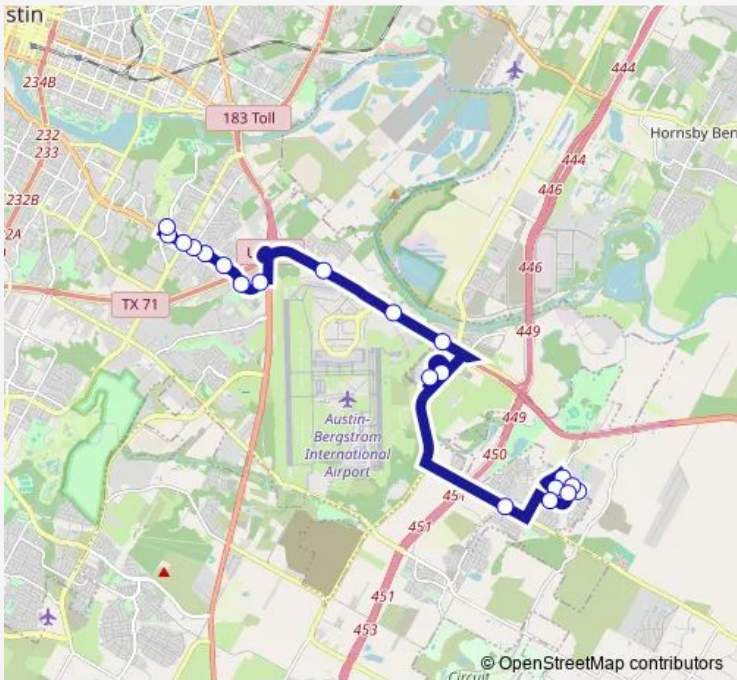 stin
234B
183 Toll
444
232
233
Hornsby Ben
444
446
232B
2A
446
TX 71
449
Austin-
Bergstrom
International
Airport
449
450
451
451
453
Circuit
© OpenStreetMap contributors